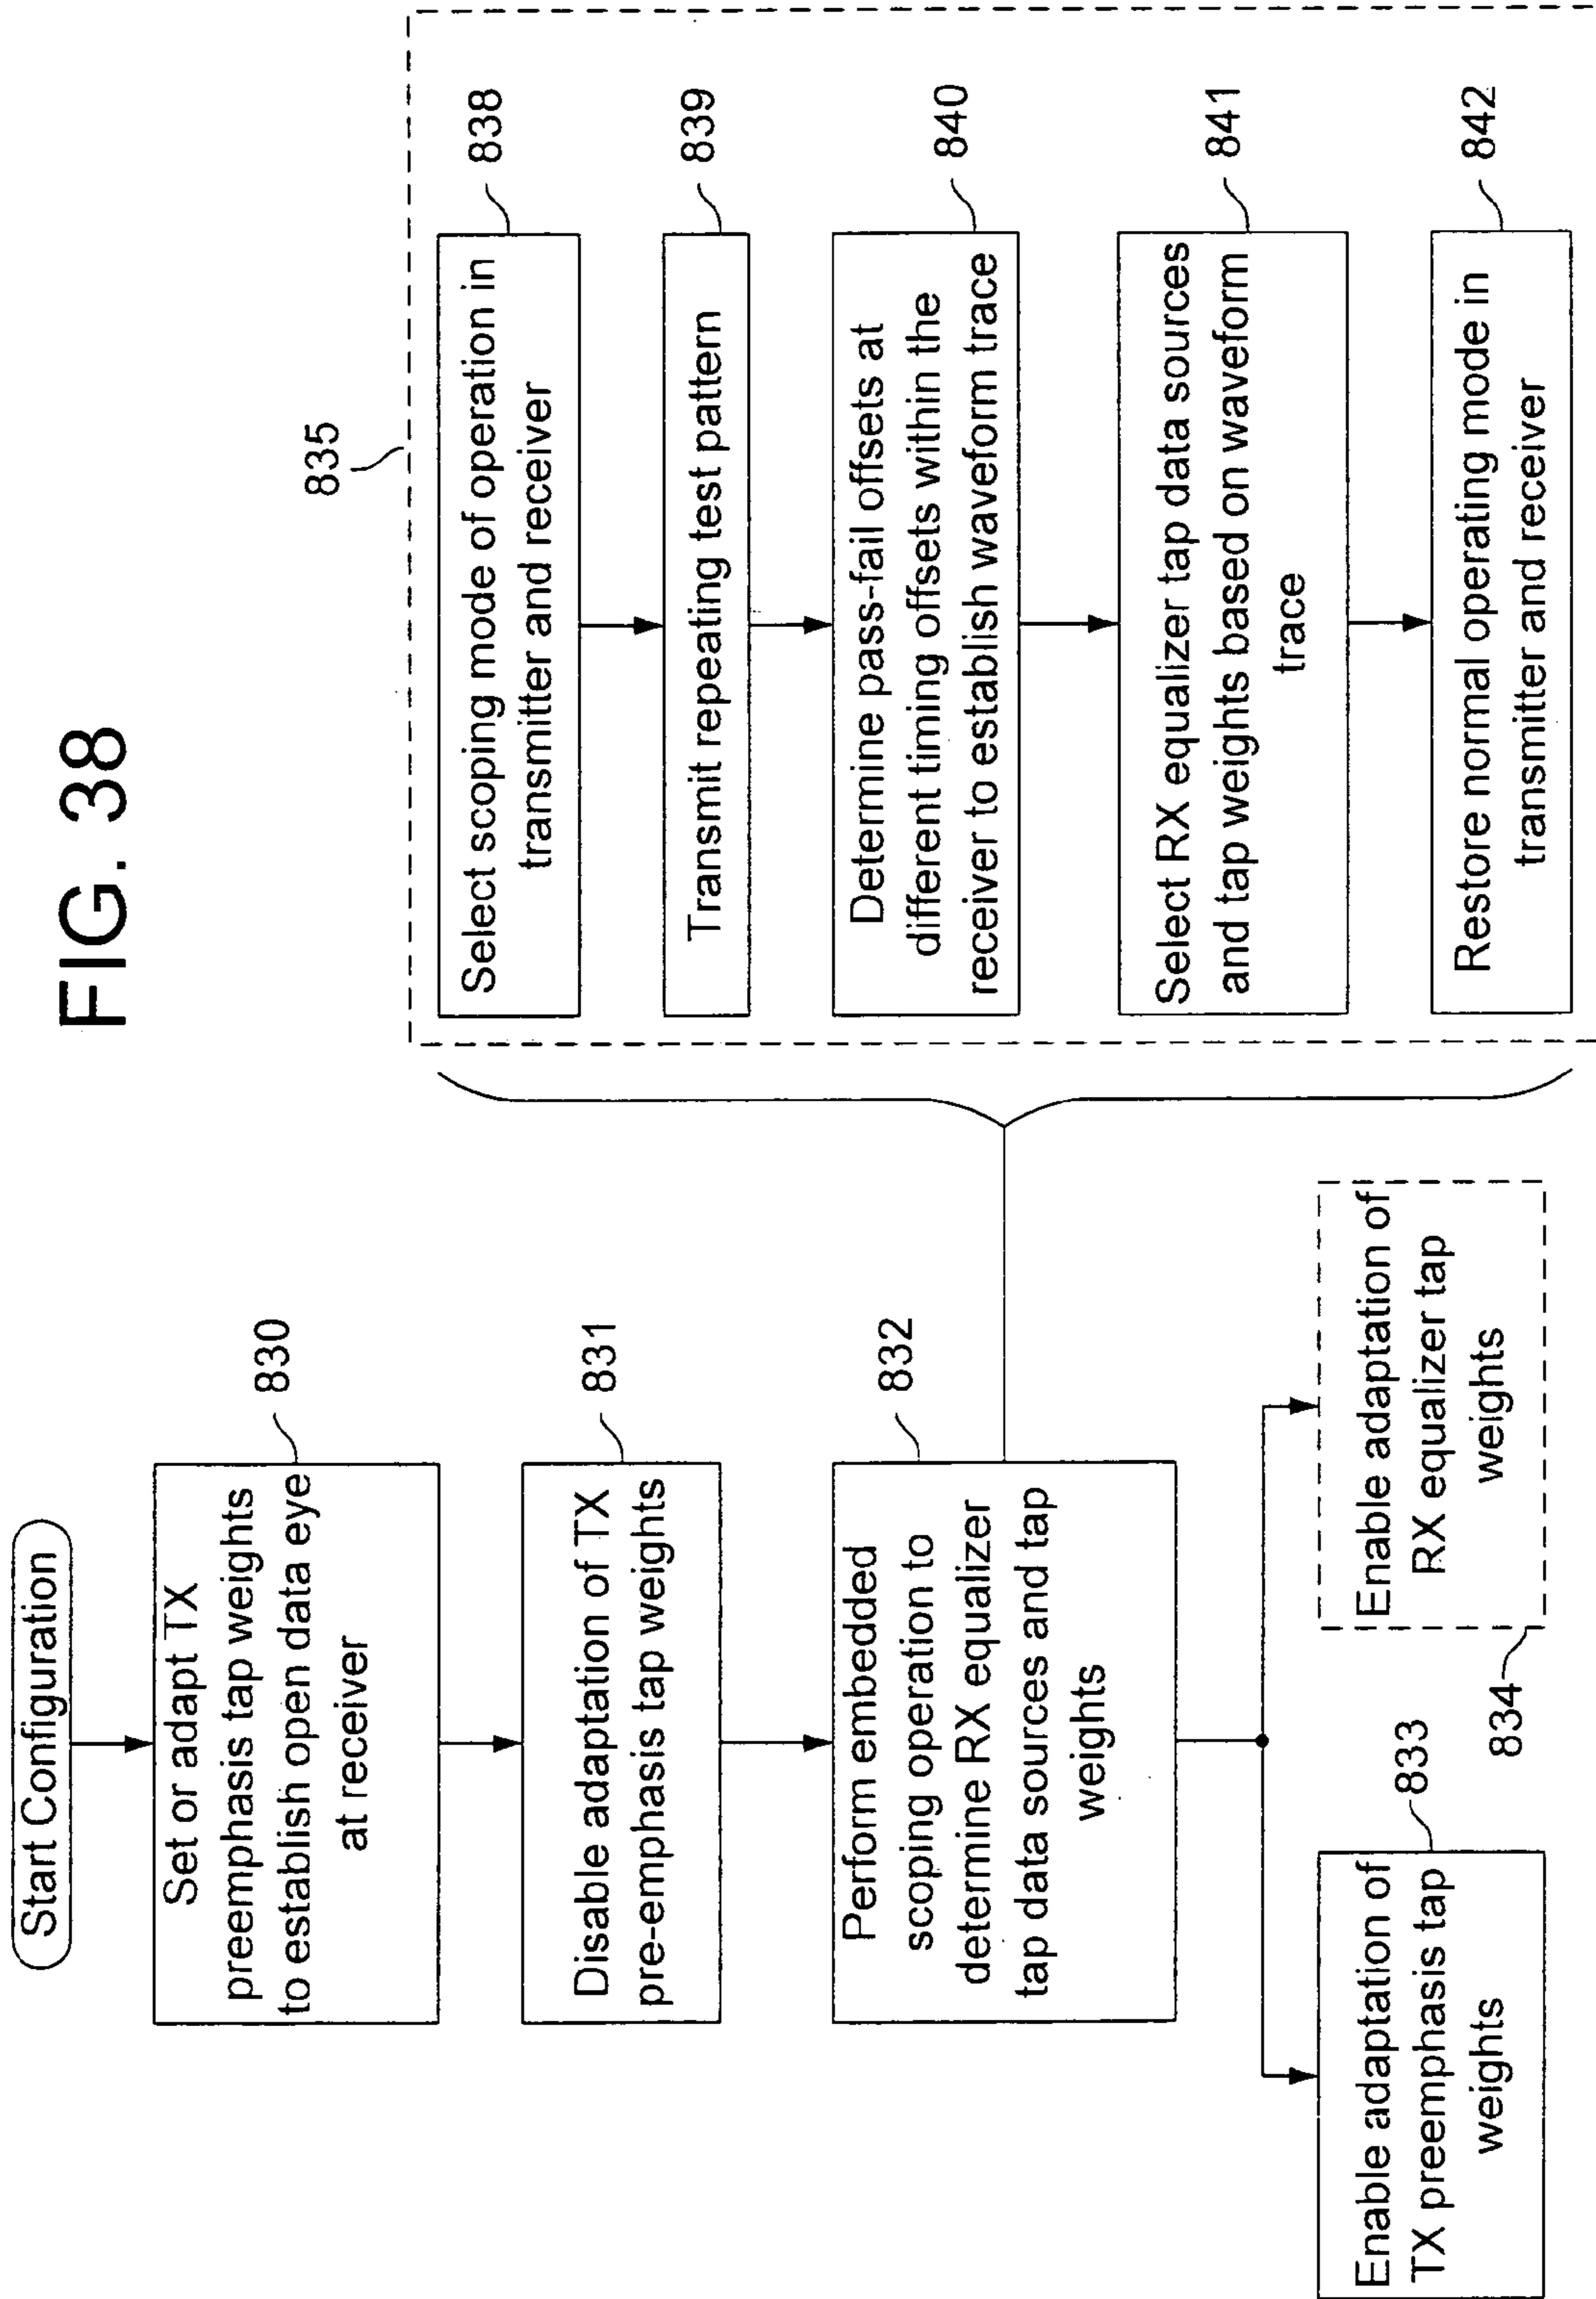 FIG. 38
Start Configuration
Set or adapt TX
preemphasis tap weights
to establish open data eye
at receiver
830
Disable adaptation of TX
pre-emphasis tap weights
831
Perform embedded
scoping operation to
determine RX equalizer
tap data sources and tap
weights
832
Enable adaptation of
TX preemphasis tap
weights
833
Enable adaptation of
RX equalizer tap
weights
834
835
Select scoping mode of operation in
transmitter and receiver
838
Transmit repeating test pattern
839
Determine pass-fail offsets at
different timing offsets within the
receiver to establish waveform trace
840
Select RX equalizer tap data sources
and tap weights based on waveform
trace
841
Restore normal operating mode in
transmitter and receiver
842